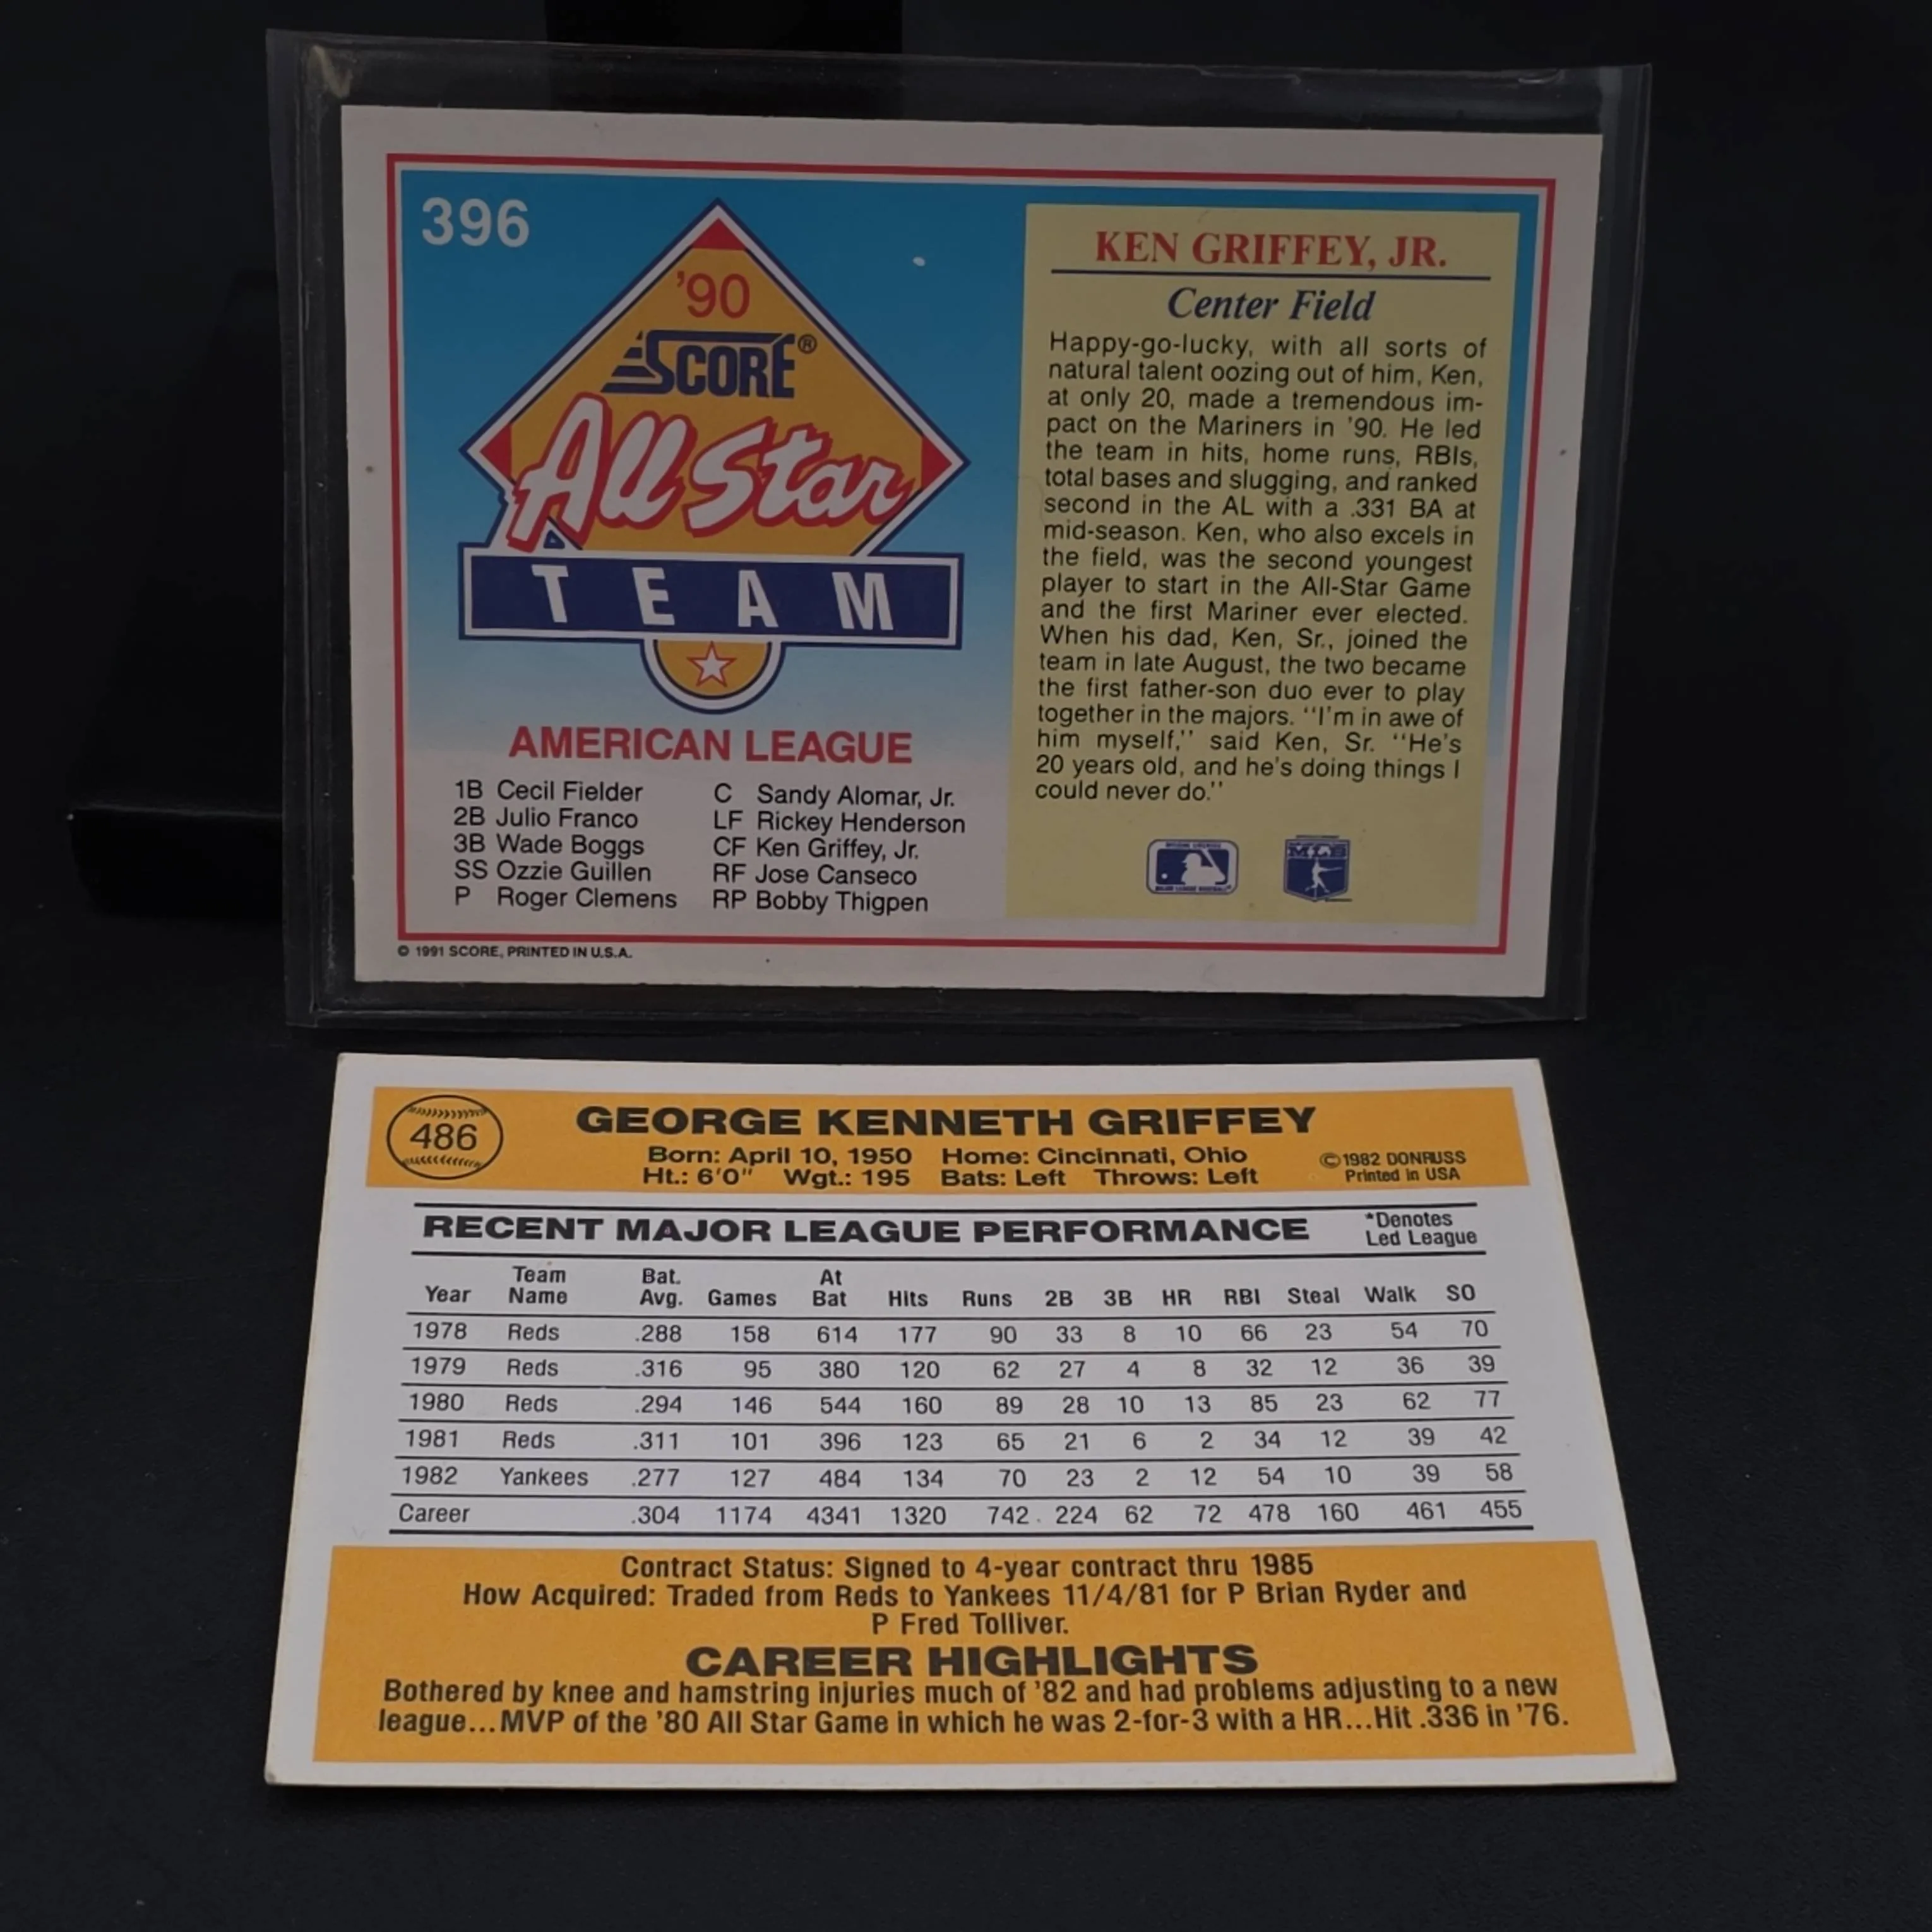 396
'90
SCORE®
All Star
TEAM
AMERICAN LEAGUE
1B Cecil Fielder
2B Julio Franco
3B Wade Boggs
SS Ozzie Guillen
P Roger Clemens
C Sandy Alomar, Jr.
LF Rickey Henderson
CF Ken Griffey, Jr.
RF Jose Canseco
RP Bobby Thigpen
© 1991 SCORE, PRINTED IN U.S.A.
KEN GRIFFEY, JR.
Center Field
Happy-go-lucky, with all sorts of
natural talent oozing out of him, Ken,
at only 20, made a tremendous im-
pact on the Mariners in '90. He led
the team in hits, home runs, RBIs,
total bases and slugging, and ranked
second in the AL with a .331 BA at
mid-season. Ken, who also excels in
the field, was the second youngest
player to start in the All-Star Game
and the first Mariner ever elected.
When his dad, Ken, Sr., joined the
team in late August, the two became
the first father-son duo ever to play
together in the majors. "I'm in awe of
him myself," said Ken, Sr. "He's
20 years old, and he's doing things I
could never do."
486
GEORGE KENNETH GRIFFEY
Born: April 10, 1950 Home: Cincinnati, Ohio
Ht.: 6'0" Wgt.: 195 Bats: Left Throws: Left
©1982 DONRUSS
Printed in USA
RECENT MAJOR LEAGUE PERFORMANCE
*Denotes
Led League
Year Team Name Bat. Avg. Games At Bat Hits Runs 2B 3B HR RBI Steal Walk SO
1978 Reds .288 158 614 177 90 33 8 10 66 23 54 70
1979 Reds .316 95 380 120 62 27 4 8 32 12 36 39
1980 Reds .294 146 544 160 89 28 10 13 85 23 62 77
1981 Reds .311 101 396 123 65 21 6 2 34 12 39 42
1982 Yankees .277 127 484 134 70 23 2 12 54 10 39 58
Career .304 1174 4341 1320 742 224 62 72 478 160 461 455
Contract Status: Signed to 4-year contract thru 1985
How Acquired: Traded from Reds to Yankees 11/4/81 for P Brian Ryder and
P Fred Tolliver.
CAREER HIGHLIGHTS
Bothered by knee and hamstring injuries much of '82 and had problems adjusting to a new
league...MVP of the '80 All Star Game in which he was 2-for-3 with a HR...Hit .336 in '76.